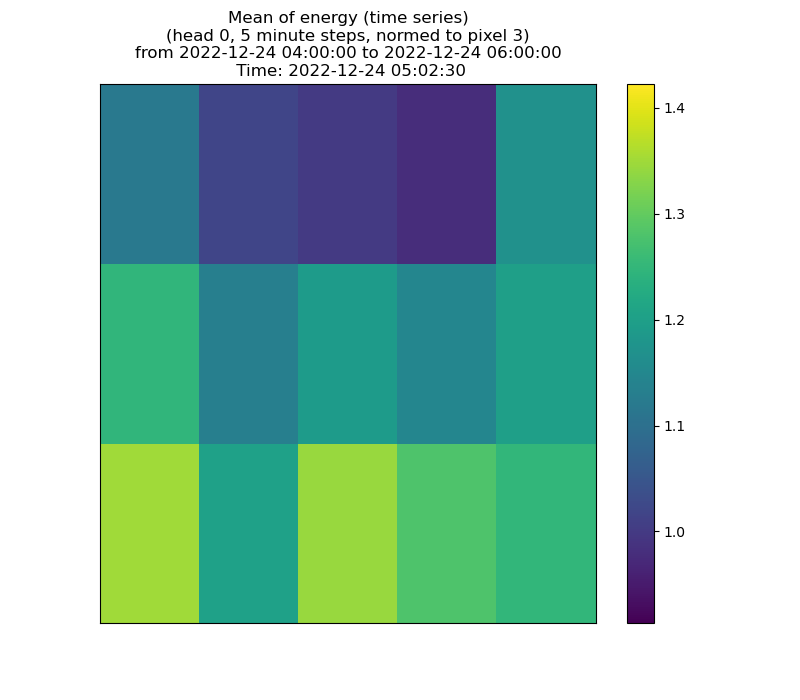 Mean of energy (time series)
(head 0, 5 minute steps, normed to pixel 3)
from 2022-12-24 04:00:00 to 2022-12-24 06:00:00
Time: 2022-12-24 05:02:30
1.4
1.3
1.2
1.1
1.0